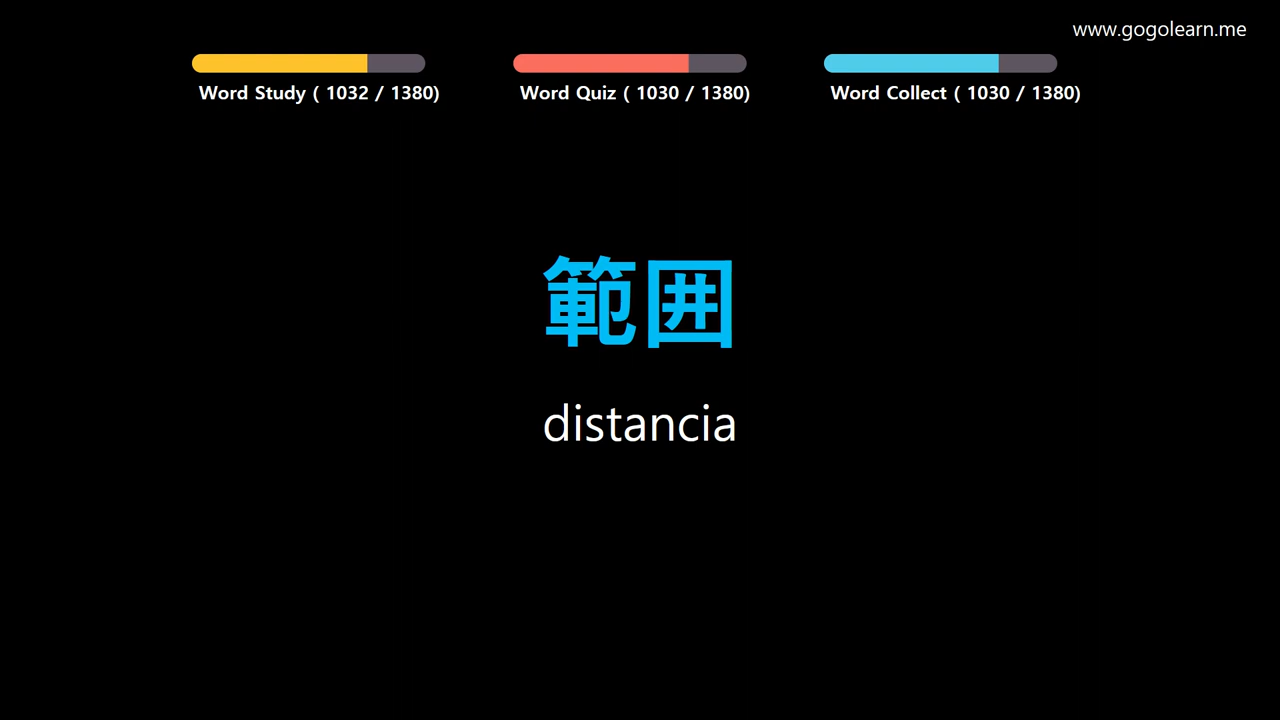 www.gogolearn.me
Word Study ( 1032 / 1380)
Word Quiz ( 1030 / 1380)
Word Collect ( 1030 / 1380)
範囲
distancia